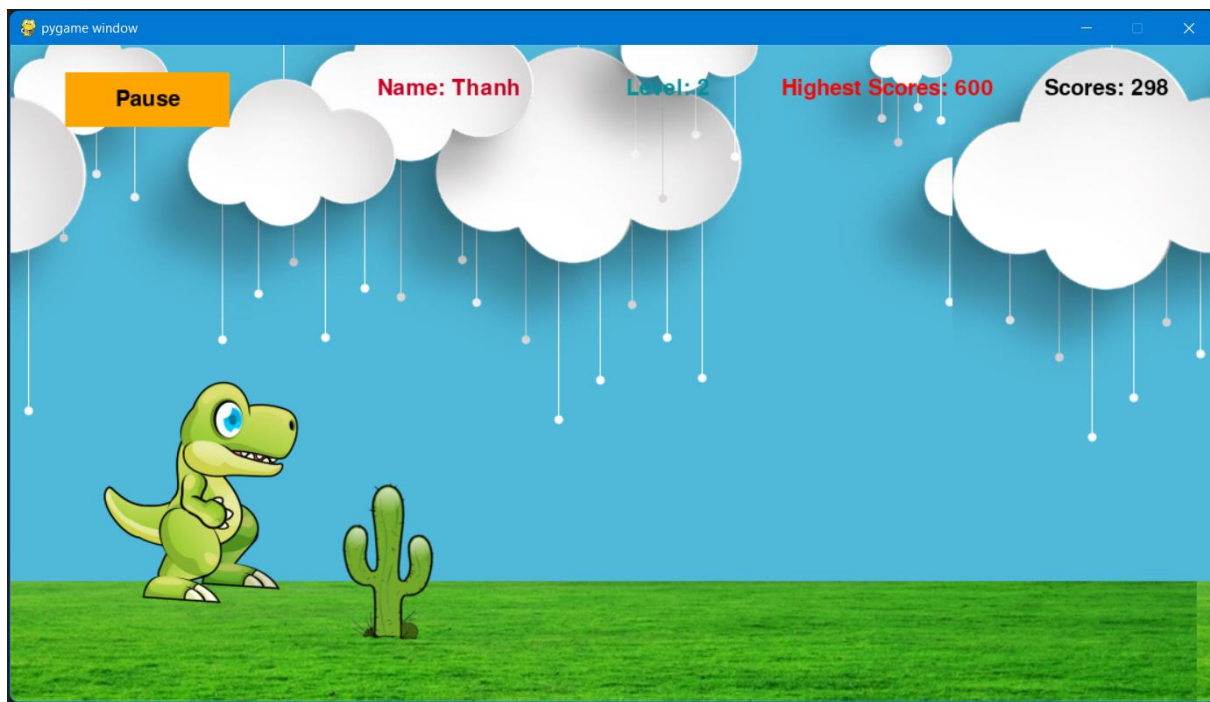 pygame window
Pause
Name: Thanh
Level: 2
Highest Scores: 600
Scores: 298